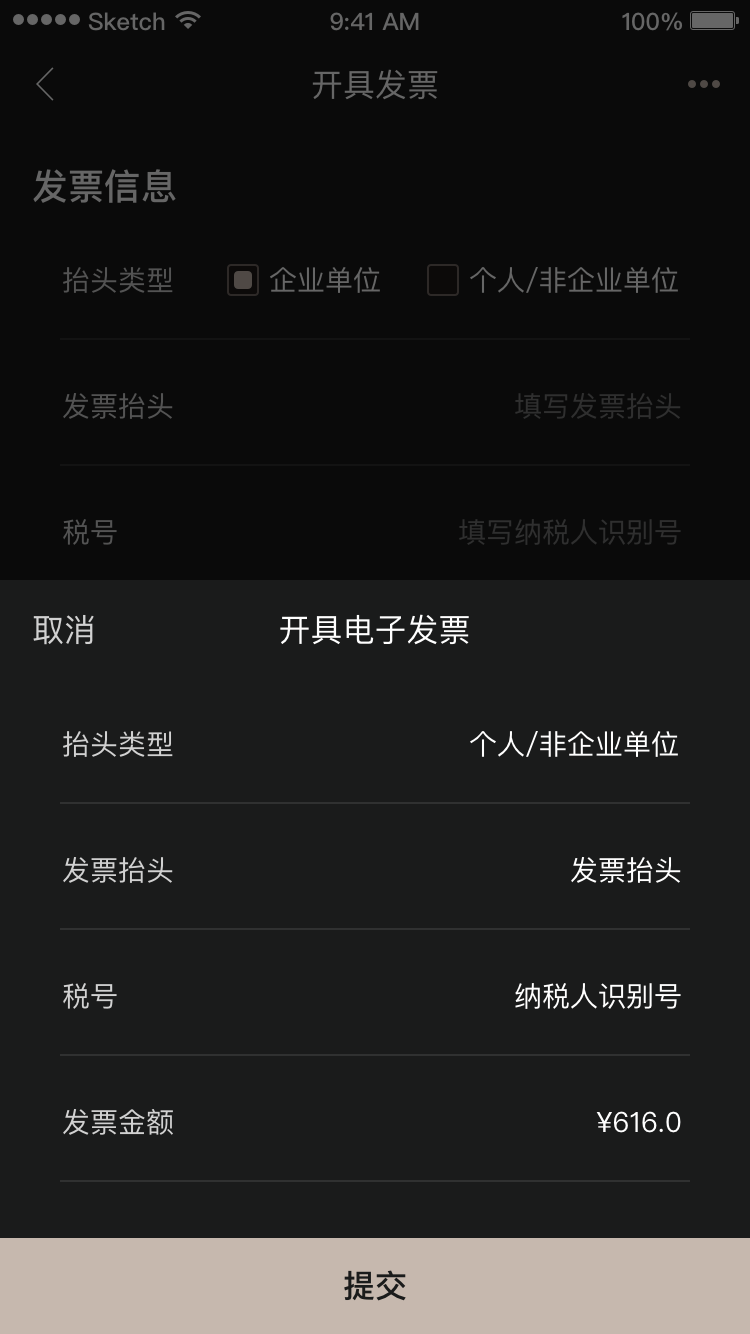 Sketch 9:41 AM 100%
开具发票
发票信息
抬头类型 企业单位 个人/非企业单位
发票抬头 填写发票抬头
税号 填写纳税人识别号
取消 开具电子发票
抬头类型 个人/非企业单位
发票抬头 发票抬头
税号 纳税人识别号
发票金额 ¥616.0
提交